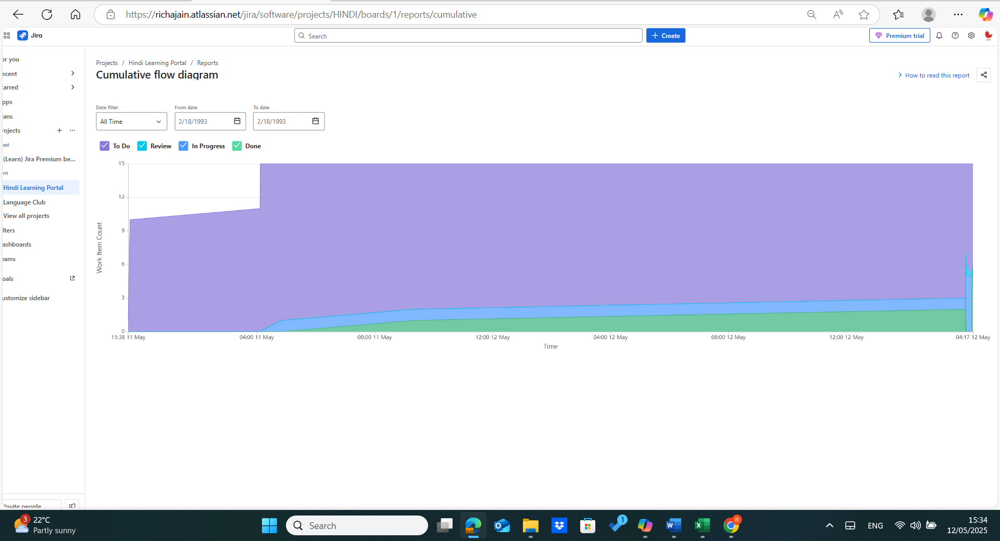 https://richajain.atlassian.net/jira/software/projects/HINDI/boards/1/reports/cumulative
Jira
Search
Create
Premium trial
or you
ecent
tarred
pps
lans
rojects
red
(Learn) Jira Premium be...
nt
Hindi Learning Portal
Language Club
View all projects
lters
ashboards
eams
oals
ustomize sidebar
Invite people
Projects / Hindi Learning Portal / Reports
Cumulative flow diagram
How to read this report
Date filter From date To date
All Time 2/18/1993 2/18/1993
To Do Review In Progress Done
15
12
9
6
3
0
Work Item Count
11:38 11 May 04:00 11 May 08:00 11 May 12:00 12 May 04:00 12 May 08:00 12 May 12:00 12 May 04:17 12 May
Time
3
22°C
Partly sunny
Search
1
R
ENG
15:34
12/05/2025